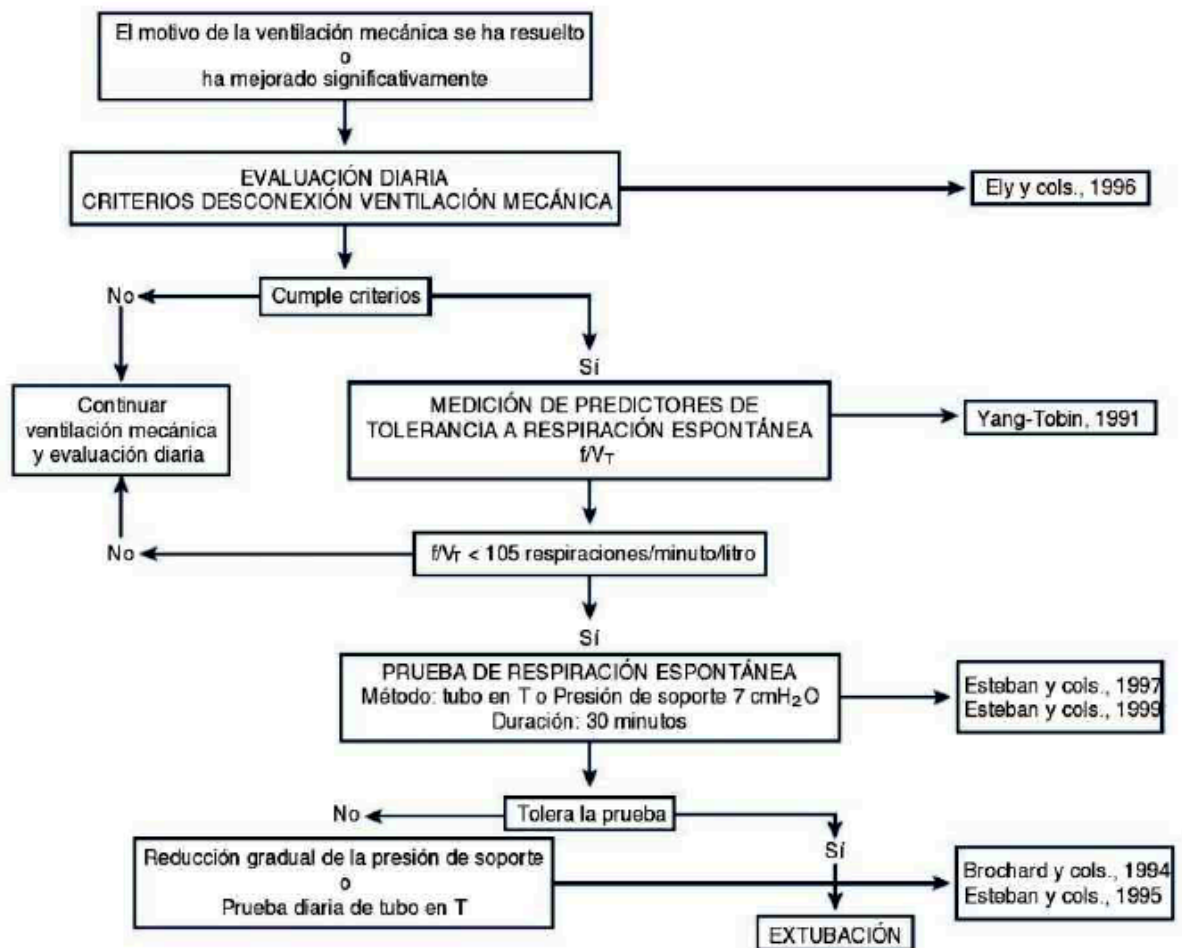 El motivo de la ventilación mecánica se ha resuelto
o
ha mejorado significativamente
EVALUACIÓN DIARIA
CRITERIOS DESCONEXIÓN VENTILACIÓN MECÁNICA
Ely y cols., 1996
No
Cumple criterios
Sí
Continuar
ventilación mecánica
y evaluación diaria
MEDICIÓN DE PREDICTORES DE
TOLERANCIA A RESPIRACIÓN ESPONTÁNEA
f/V_T
Yang-Tobin, 1991
No
f/V_T < 105 respiraciones/minuto/litro
Sí
PRUEBA DE RESPIRACIÓN ESPONTÁNEA
Método: tubo en T o Presión de soporte 7 cmH₂O
Duración: 30 minutos
Esteban y cols., 1997
Esteban y cols., 1999
No
Tolera la prueba
Sí
Reducción gradual de la presión de soporte
o
Prueba diaria de tubo en T
Brochard y cols., 1994
Esteban y cols., 1995
EXTUBACIÓN